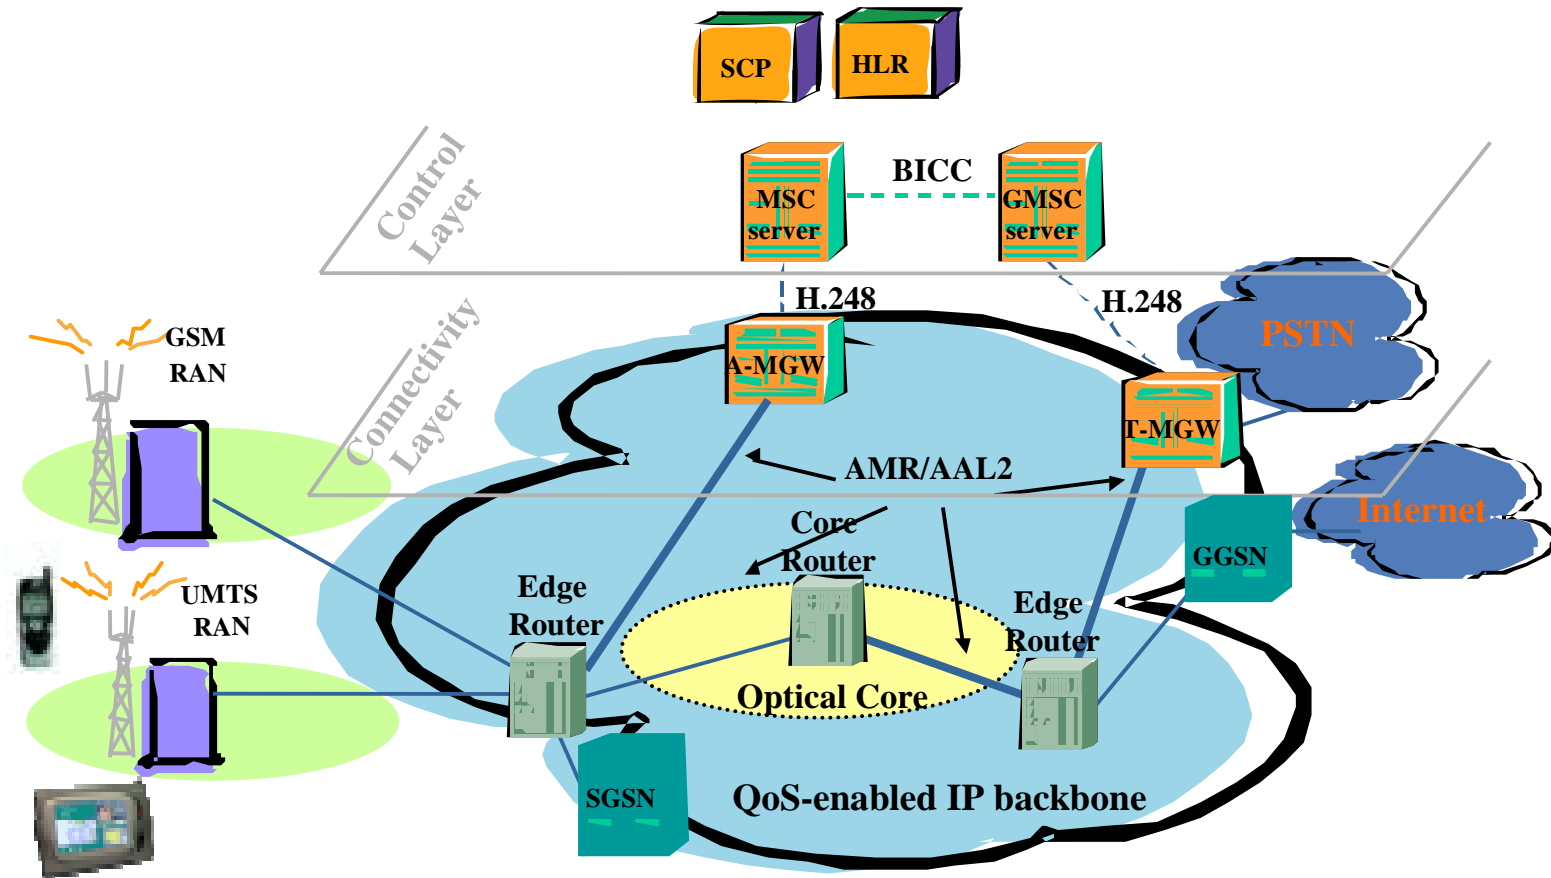 SCP
HLR
Control
Layer
MSC
server
BICC
GMSC
server
H.248
H.248
Connectivity
Layer
GSM
RAN
A-MGW
PSTN
T-MGW
AMR/AAL2
Internet
Core
Router
GGSN
UMTS
RAN
Edge
Router
Edge
Router
Optical Core
SGSN
QoS-enabled IP backbone